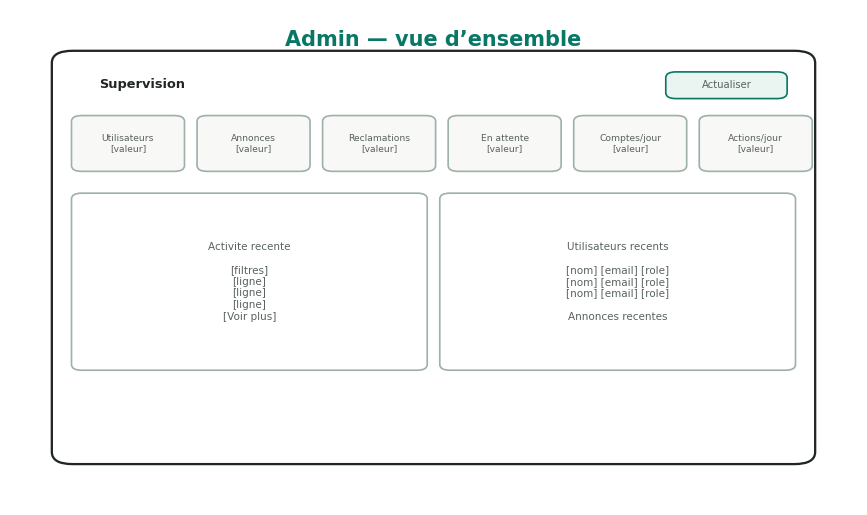 Admin — vue d’ensemble
Supervision
Actualiser
Utilisateurs
[valeur]
Annonces
[valeur]
Reclamations
[valeur]
En attente
[valeur]
Comptes/jour
[valeur]
Actions/jour
[valeur]
Activite recente
[filtres]
[ligne]
[ligne]
[ligne]
[Voir plus]
Utilisateurs recents
[nom] [email] [role]
[nom] [email] [role]
[nom] [email] [role]
Annonces recentes